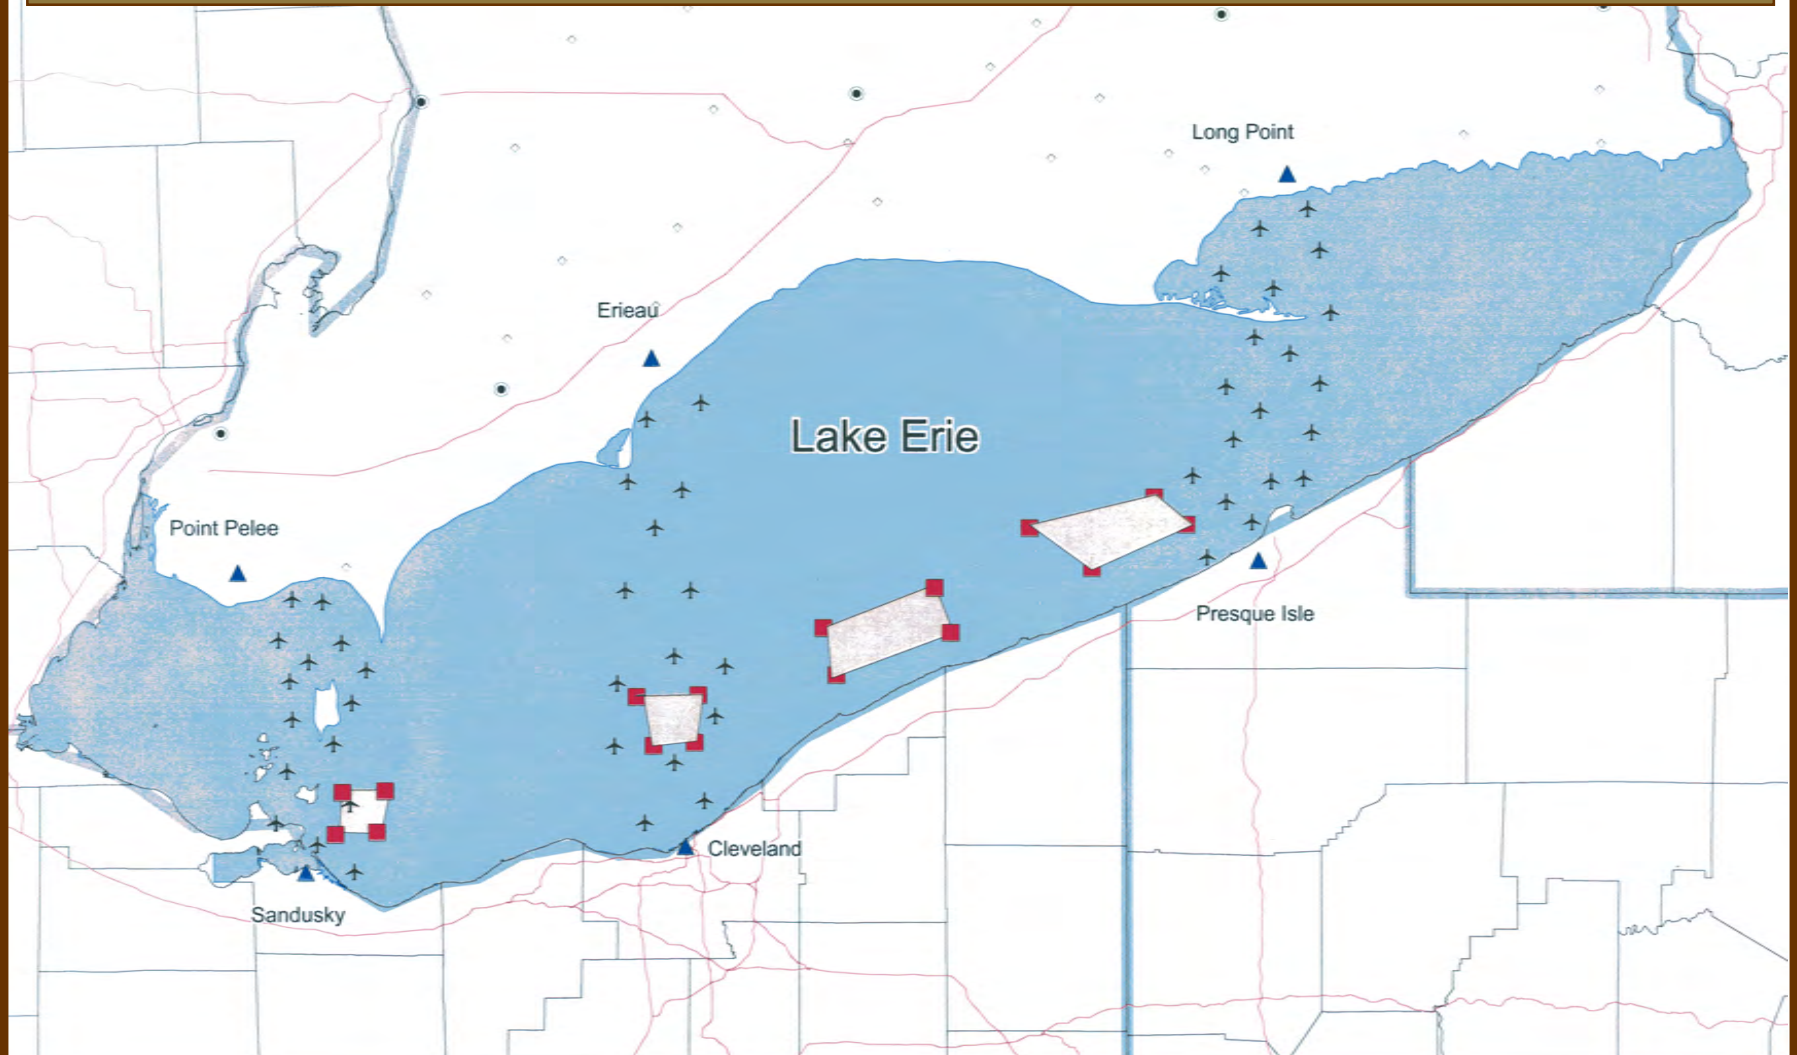 Long Point
Erieau
Lake Erie
Point Pelee
Presque Isle
Cleveland
Sandusky